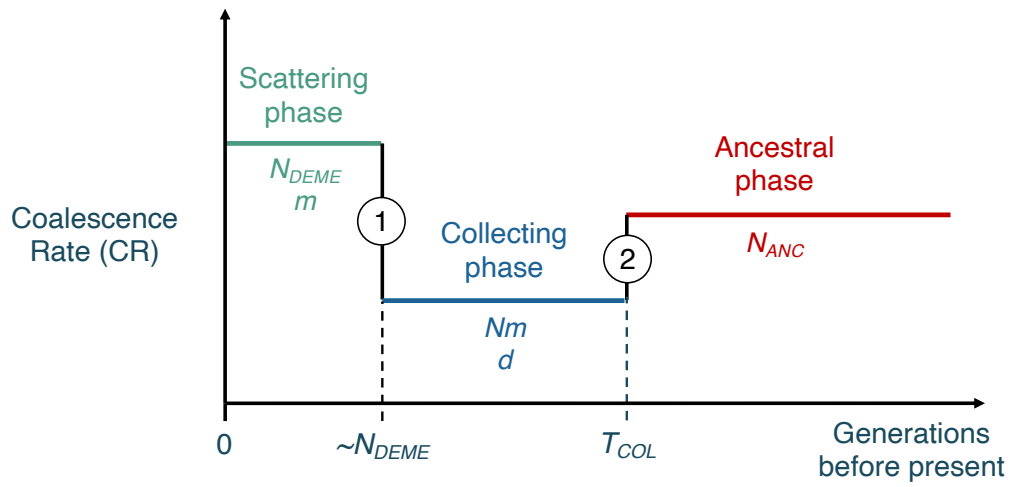 Scattering
phase
N_DEME
m
1
Coalescence
Rate (CR)
Collecting
phase
Nm
d
2
Ancestral
phase
N_ANC
0
~N_DEME
T_COL
Generations
before present